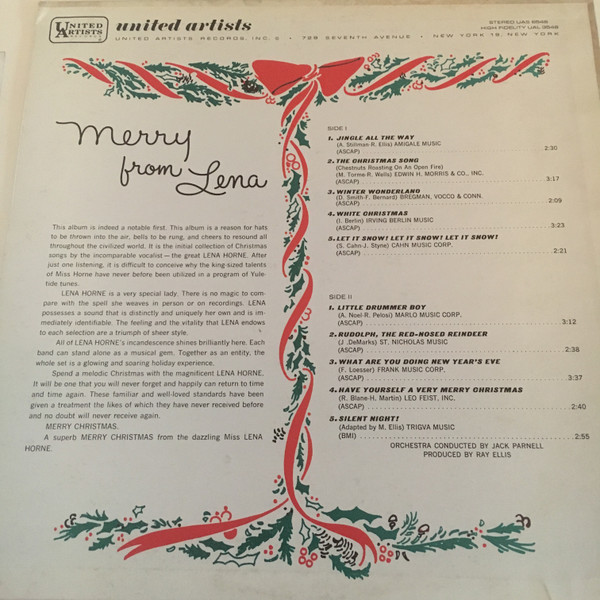 UNITED
ARTISTS
RECORDS
united artists
UNITED ARTISTS RECORDS, INC. • 729 SEVENTH AVENUE • NEW YORK 19, NEW YORK
STEREO UAS 6546
HIGH FIDELITY UAL 3546
Merry
from Lena
This album is indeed a notable first. This album is a reason for hats
to be thrown into the air, bells to be rung, and cheers to resound all
throughout the civilized world. It is the initial collection of Christmas
songs by the incomparable vocalist—the great LENA HORNE. After
just one listening, it is difficult to conceive why the king sized talents
of Miss Horne have never before been utilized in a program of Yule-
tide tunes.
LENA HORNE is a very special lady. There is no magic to com-
pare with the spell she weaves in person or on recordings. LENA
possesses a sound that is distinctly and uniquely her own and is im-
mediately identifiable. The feeling and the vitality that LENA endows
to each selection are a triumph of sheer style.
All of LENA HORNE's incandescence shines brilliantly here. Each
band can stand alone as a musical gem. Together as an entity, the
whole set is a glowing and soaring holiday experience.
Spend a melodic Christmas with the magnificent LENA HORNE.
It will be one that you will never forget and happily can return to time
and time again. These familiar and well-loved standards have been
given a treatment the likes of which they have never received before
and no doubt will never receive again.
MERRY CHRISTMAS.
A superb MERRY CHRISTMAS from the dazzling Miss LENA
HORNE.
SIDE I
1. JINGLE ALL THE WAY
(A. Stillman R. Ellis) AMIGALE MUSIC
(ASCAP) 2:30
2. THE CHRISTMAS SONG
(Chestnuts Roasting On An Open Fire)
(M. Torme-R. Walls) EDWIN H. MORRIS & CO., INC.
(ASCAP) 3:17
3. WINTER WONDERLAND
(D. Smith-F. Bernard) BREGMAN, VOCCO & CONN.
(ASCAP) 2:09
4. WHITE CHRISTMAS
(I. Berlin) IRVING BERLIN MUSIC
(ASCAP) 3:23
5. LET IT SNOW! LET IT SNOW! LET IT SNOW!
(S. Cahn-J. Styne) CAHN MUSIC CORP.
(ASCAP) 2:21
SIDE II
1. LITTLE DRUMMER BOY
(A. Noel R. Pelosi) MARLO MUSIC CORP.
(ASCAP) 3:12
2. RUDOLPH, THE RED-NOSED REINDEER
(J .DeMarks) ST. NICHOLAS MUSIC
(ASCAP) 2:38
3. WHAT ARE YOU DOING NEW YEAR'S EVE
(F. Loesser) FRANK MUSIC CORP.
(ASCAP) 3:37
4. HAVE YOURSELF A VERY MERRY CHRISTMAS
(R. Blane-H. Martin) LEO FEIST, INC.
(ASCAP) 2:40
5. SILENT NIGHT!
(Adapted by M. Ellis) TRIGVA MUSIC
(BMI) 2:55
ORCHESTRA CONDUCTED BY JACK PARNELL
PRODUCED BY RAY ELLIS